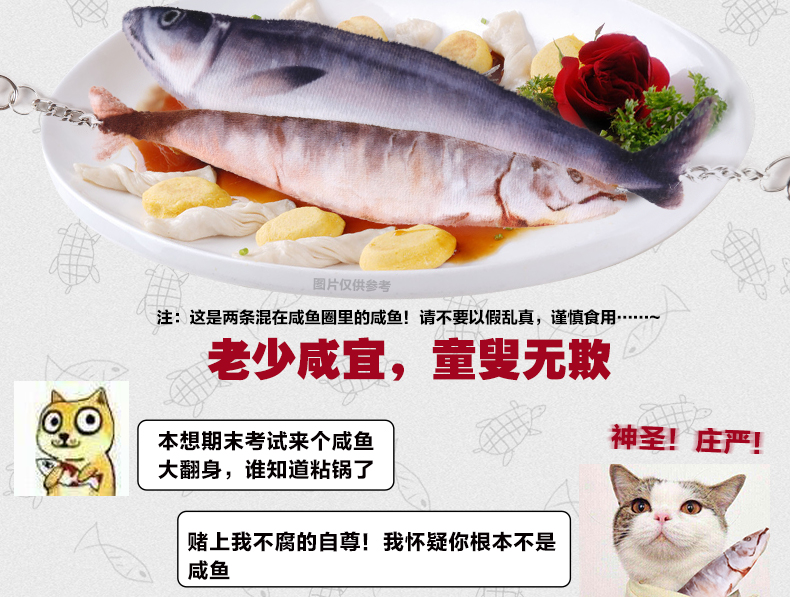 图片仅供参考
注：这是两条混在咸鱼圈里的咸鱼！请不要以假乱真，谨慎食用……~
老少咸宜，童叟无欺
神圣！庄严！
本想期末考试来个咸鱼
大翻身，谁知道粘锅了
赌上我不腐的自尊！我怀疑你根本不是
咸鱼